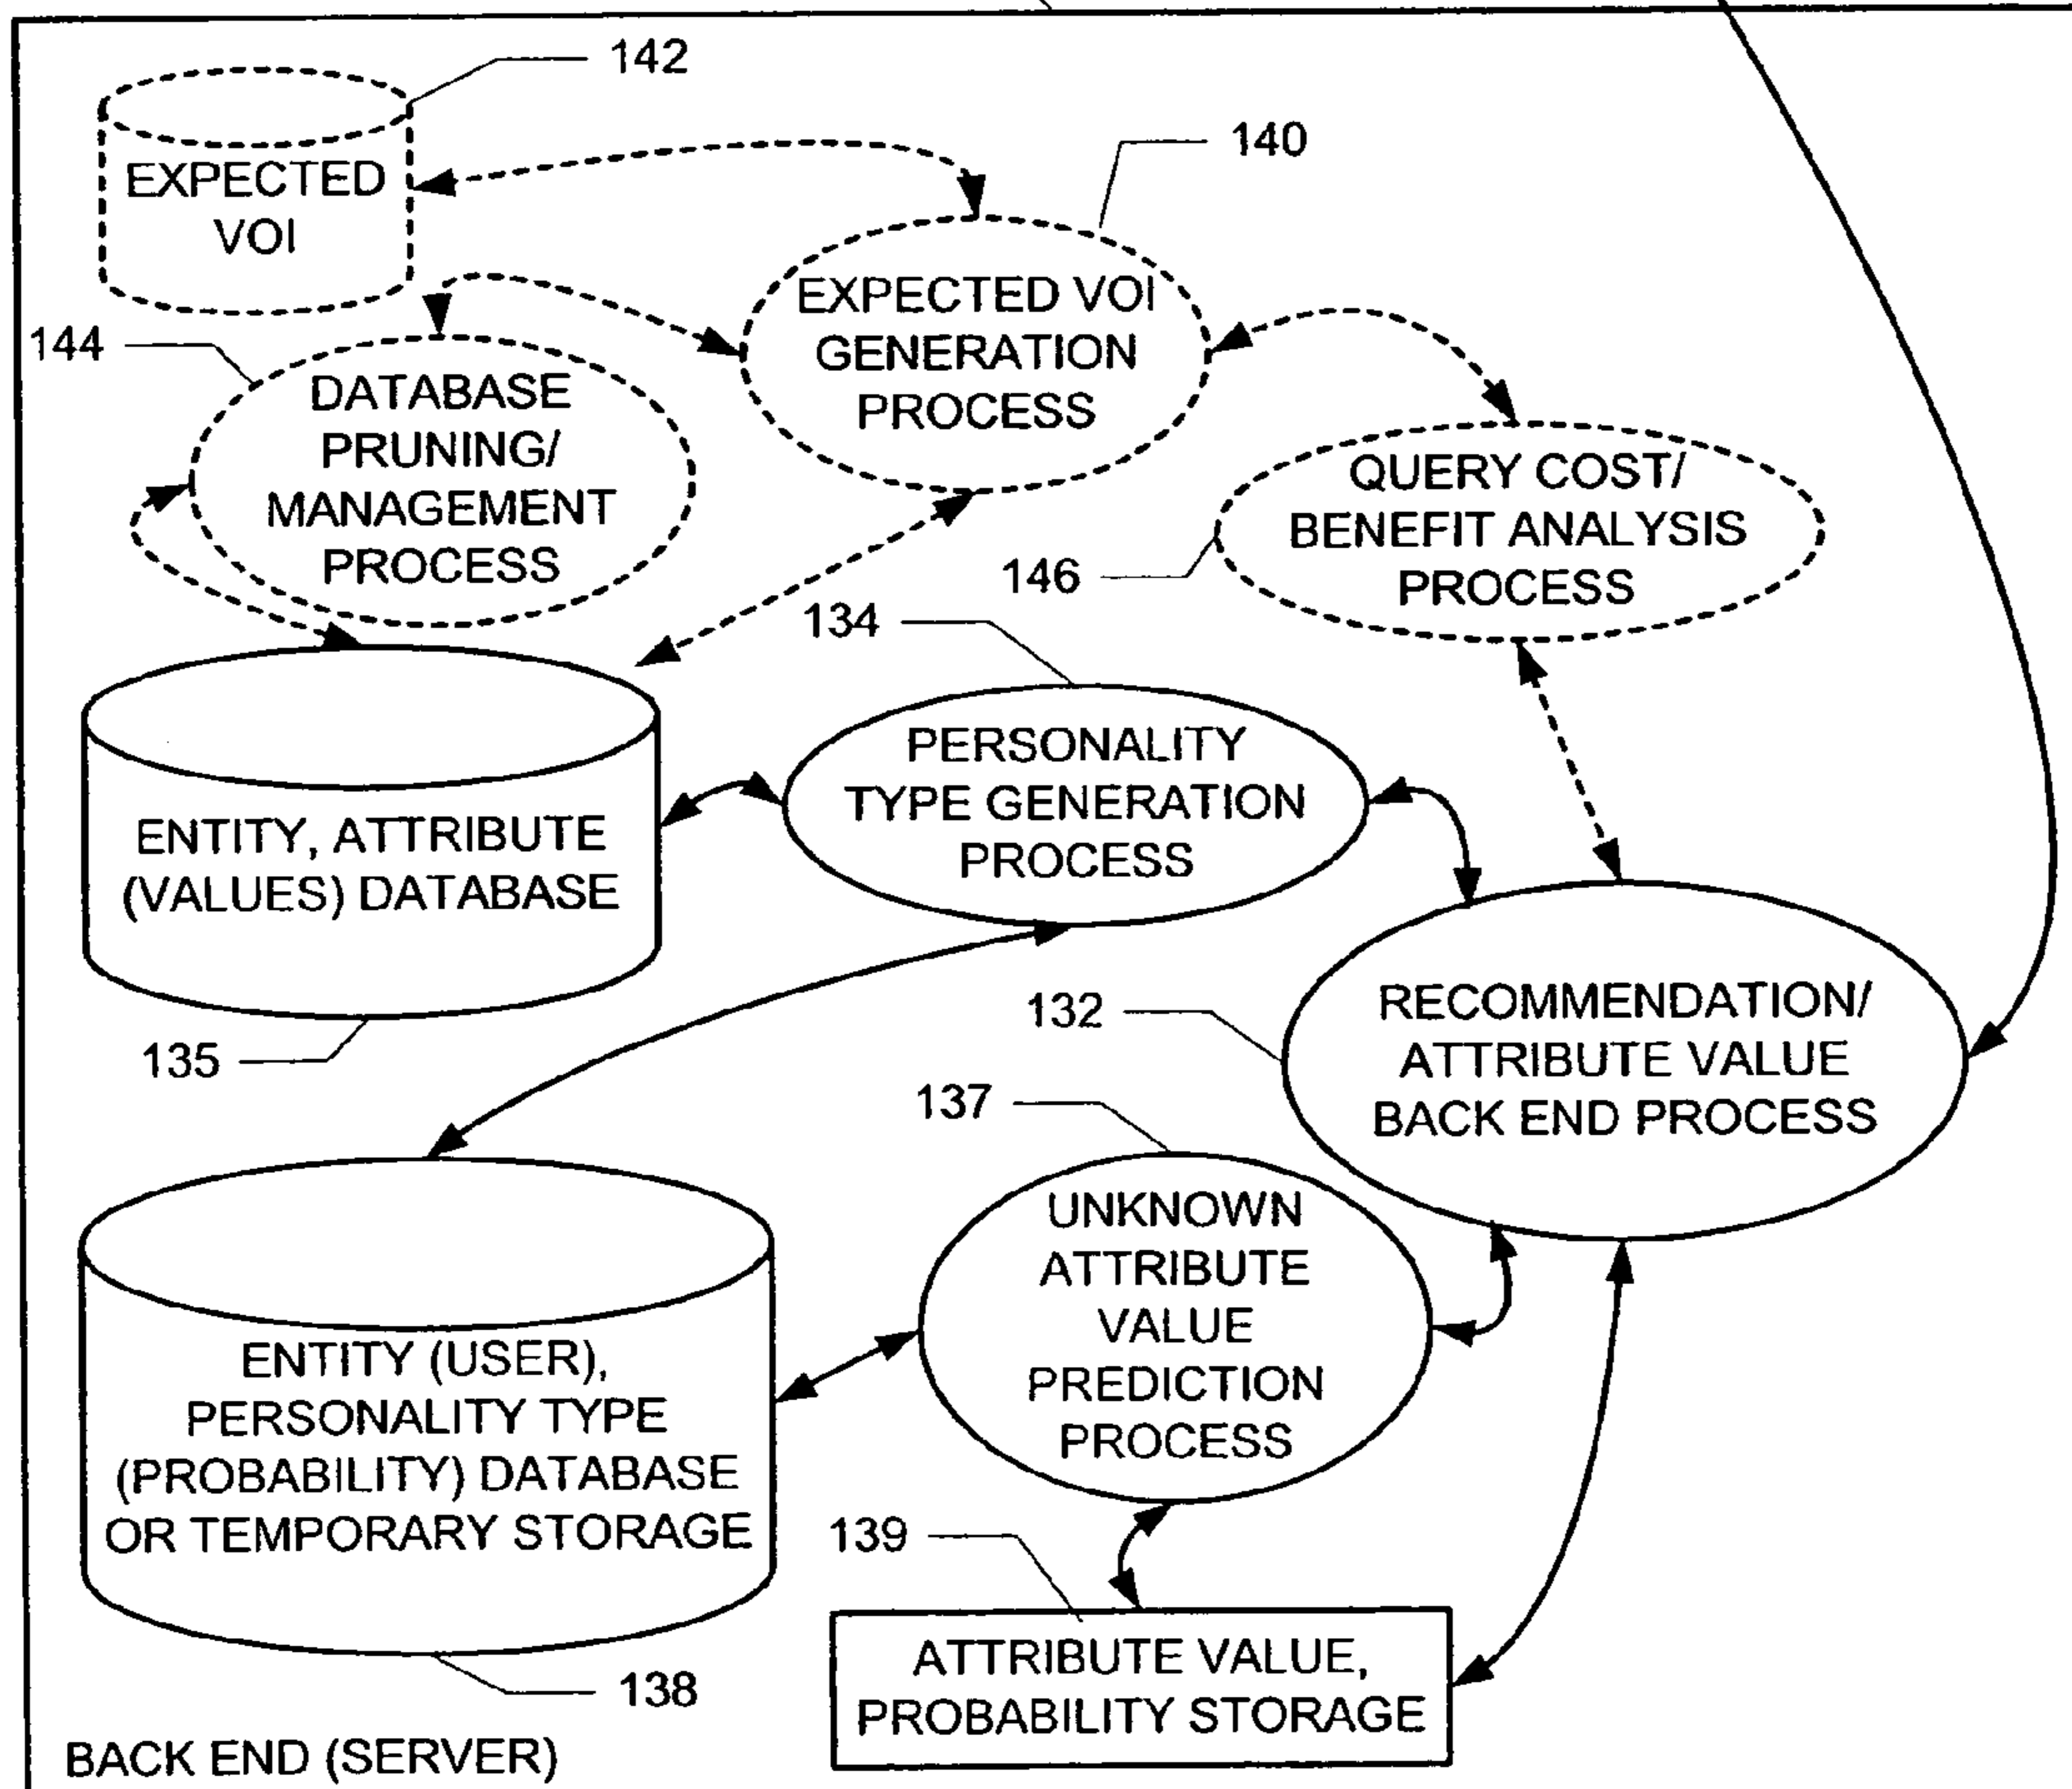 142
EXPECTED
VOI
140
EXPECTED VOI
GENERATION
PROCESS
144
DATABASE
PRUNING/
MANAGEMENT
PROCESS
QUERY COST/
BENEFIT ANALYSIS
PROCESS
146
134
PERSONALITY
TYPE GENERATION
PROCESS
ENTITY, ATTRIBUTE
(VALUES) DATABASE
135
132
RECOMMENDATION/
ATTRIBUTE VALUE
BACK END PROCESS
137
UNKNOWN
ATTRIBUTE
VALUE
PREDICTION
PROCESS
ENTITY (USER),
PERSONALITY TYPE
(PROBABILITY) DATABASE
OR TEMPORARY STORAGE
138
139
ATTRIBUTE VALUE,
PROBABILITY STORAGE
BACK END (SERVER)